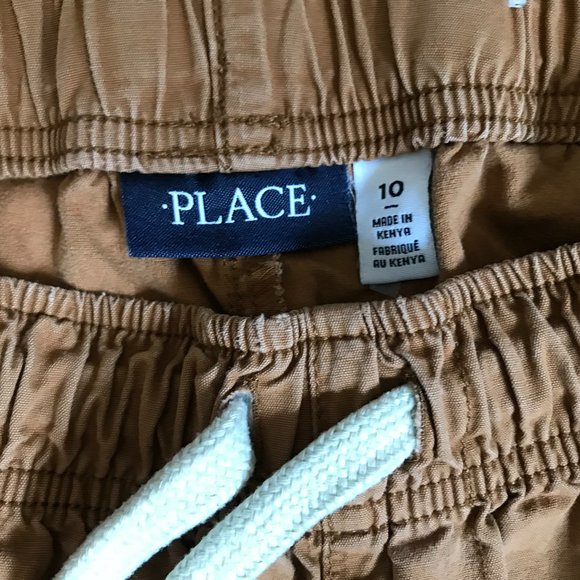 ·PLACE·
10
MADE IN
KENYA
FABRIQUÉ
AU KENYA